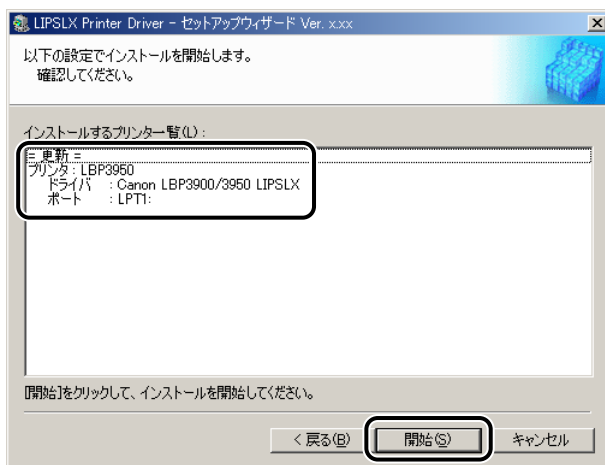 LIPSLX Printer Driver - セットアップウィザード Ver. x.xx
以下の設定でインストールを開始します。
確認してください。
インストールするプリンター覧(L) :
= 更新 =
プリンタ : LBP3950
ドライバ : Canon LBP3900/3950 LIPSLX
ポート : LPT1:
[開始]をクリックして、インストールを開始してください。
< 戻る(B)
開始(S)
キャンセル